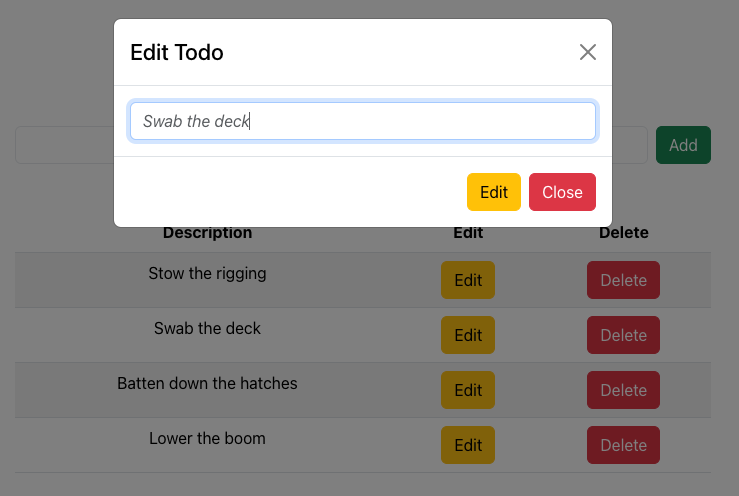 Edit Todo
Swab the deck
Add
Edit Close
Description Edit Delete
Stow the rigging Edit Delete
Swab the deck Edit Delete
Batten down the hatches Edit Delete
Lower the boom Edit Delete